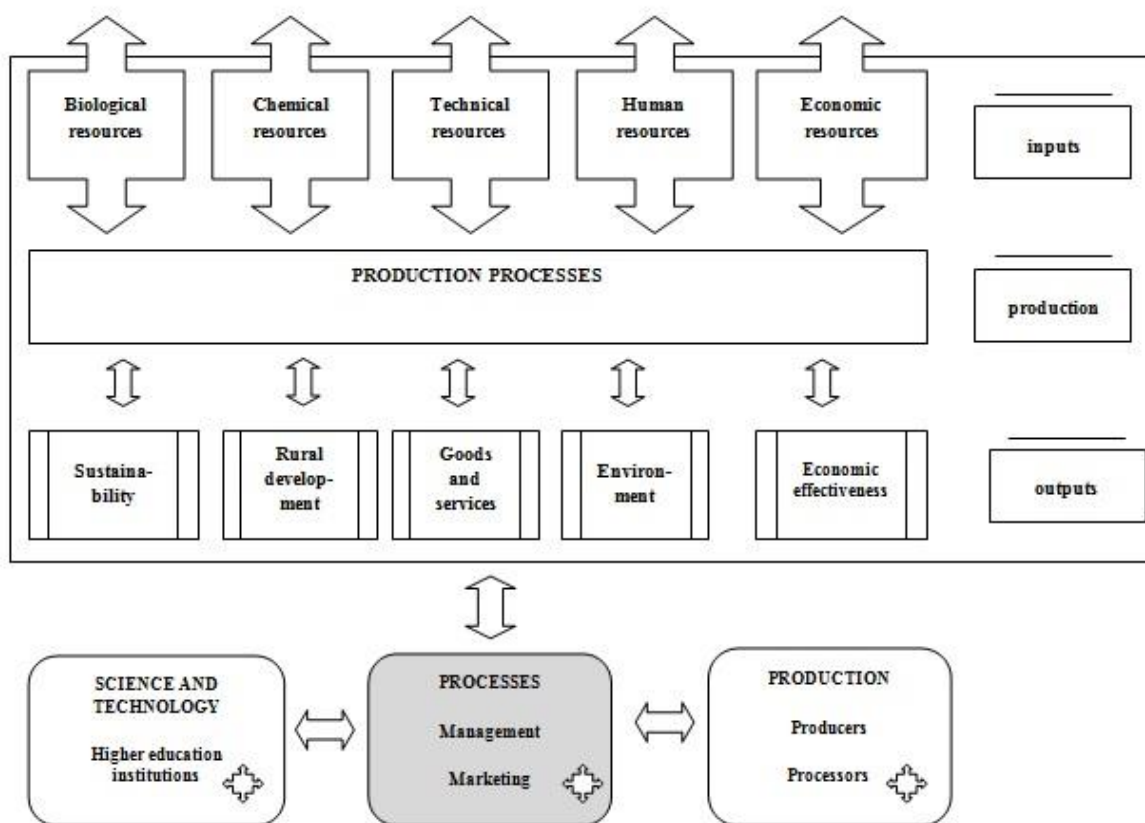 Biological
resources
Chemical
resources
Technical
resources
Human
resources
Economic
resources
inputs
PRODUCTION PROCESSES
production
Sustaina-
bility
Rural
develop-
ment
Goods
and
services
Environ-
ment
Economic
effectiveness
outputs
SCIENCE AND
TECHNOLOGY
Higher education
institutions
PROCESSES
Management
Marketing
PRODUCTION
Producers
Processors